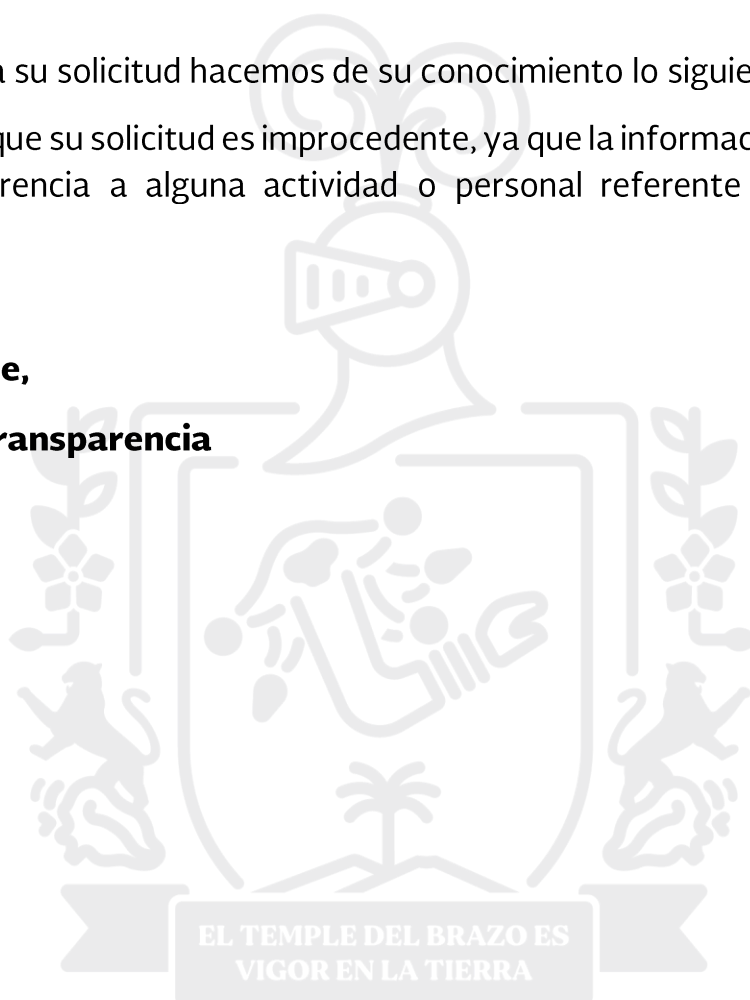 a su solicitud hacemos de su conocimiento lo siguie
que su solicitud es improcedente, ya que la informac
rencia a alguna actividad o personal referente
e,
ransparencia
EL TEMPLE DEL BRAZO ES
VIGOR EN LA TIERRA